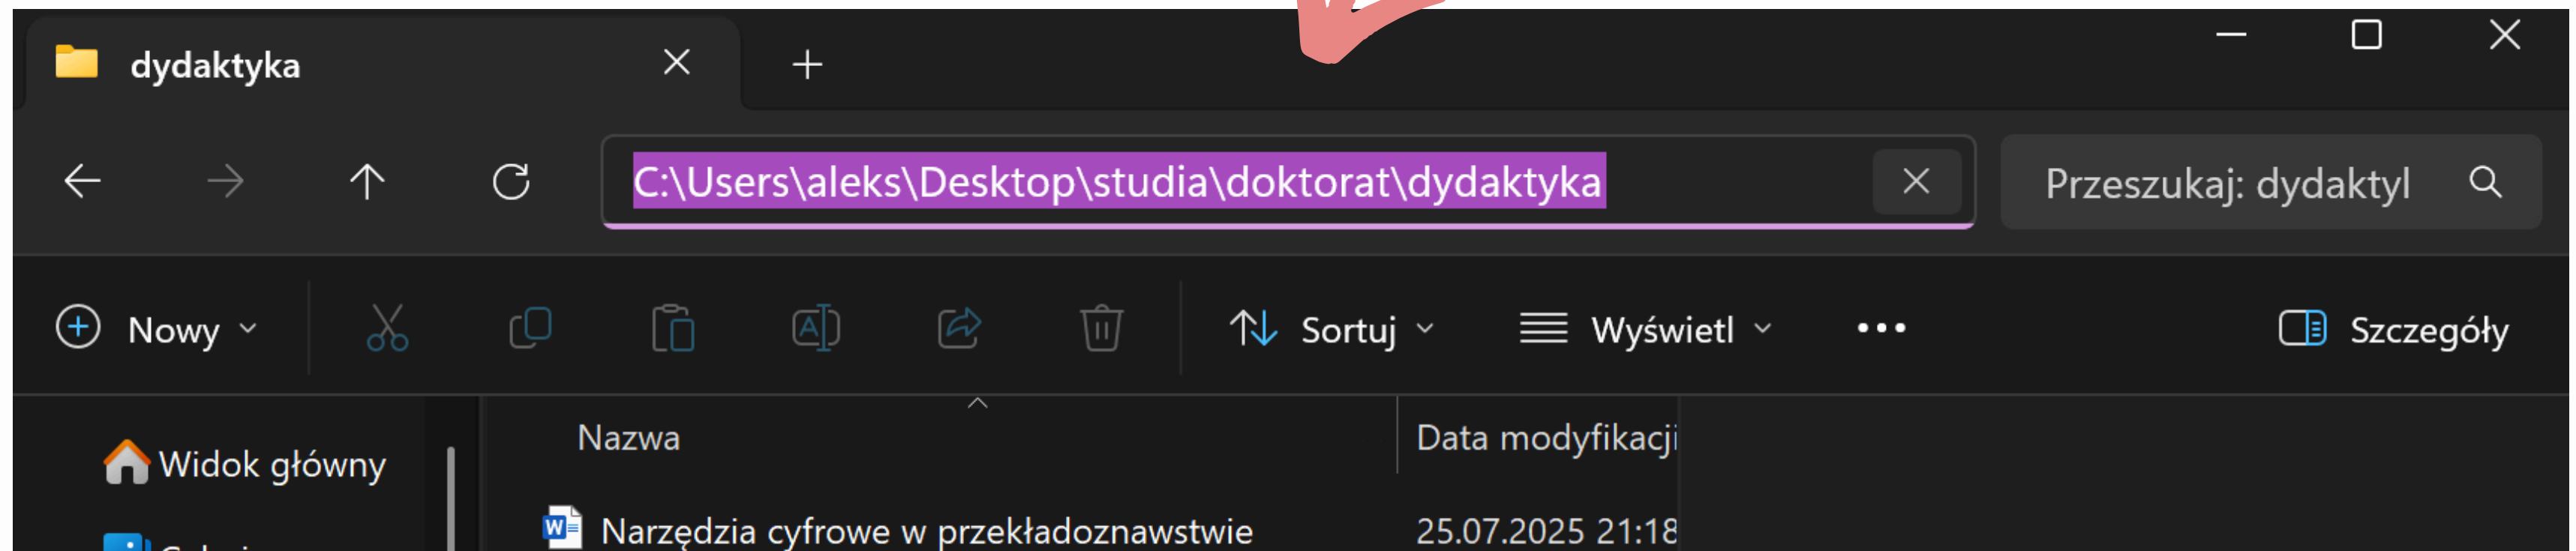 dydaktyka
C:\Users\aleks\Desktop\studia\doktorat\dydaktyka
Przeszukaj: dydaktyl
Nowy
Sortuj
Wyświetl
Szczegóły
Widok główny
Nazwa
Data modyfikacji
Narzędzia cyfrowe w przekładoznawstwie
25.07.2025 21:18